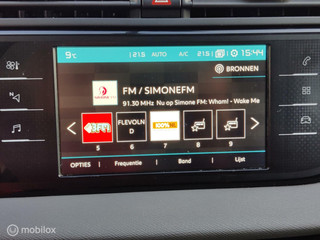 9°c 21.5 AUTO A/C 21.5 15:44
BRONNEN
FM / SIMONEFM
91.30 MHz Nu op Simone FM: Wham! - Wake Me
FLEVOLN
D
100%
5 6 7 8 9
OPTIES Frequentie Band Lijst
© mobilox